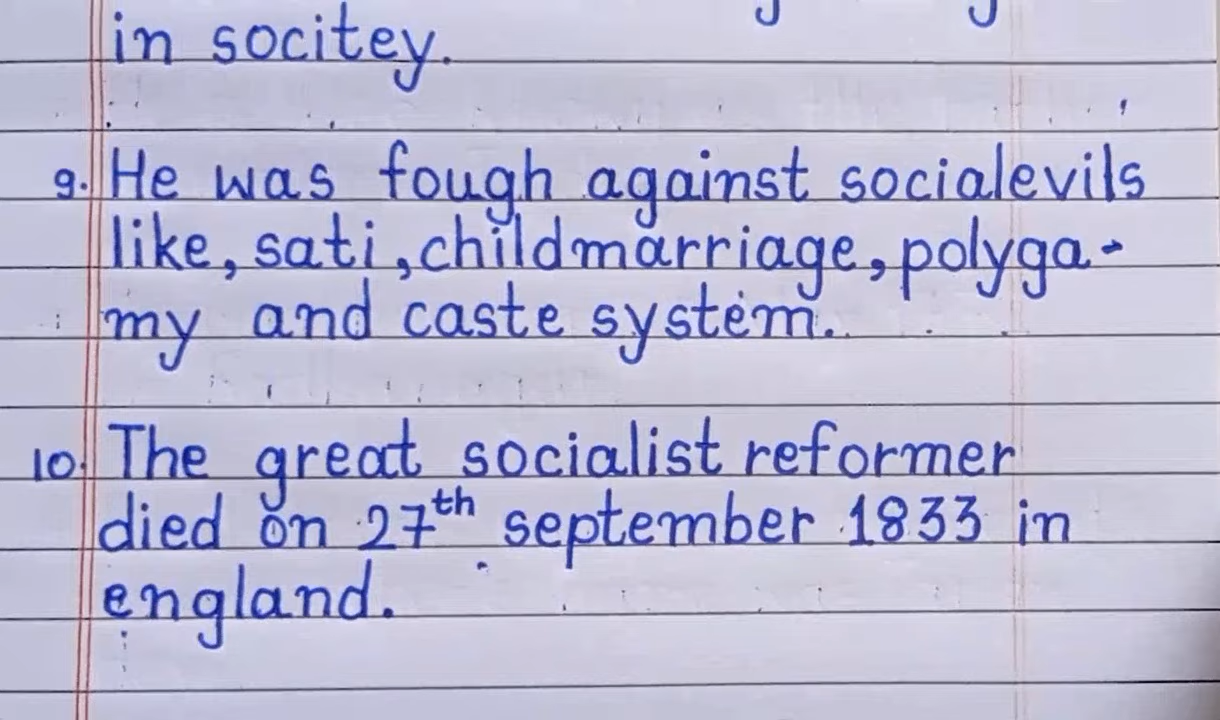 in socitey.
9. He was fough against socialevils
like, sati, childmarriage, polyga-
my and caste system.
10. The great socialist reformer
died on 27th september 1833 in
england.